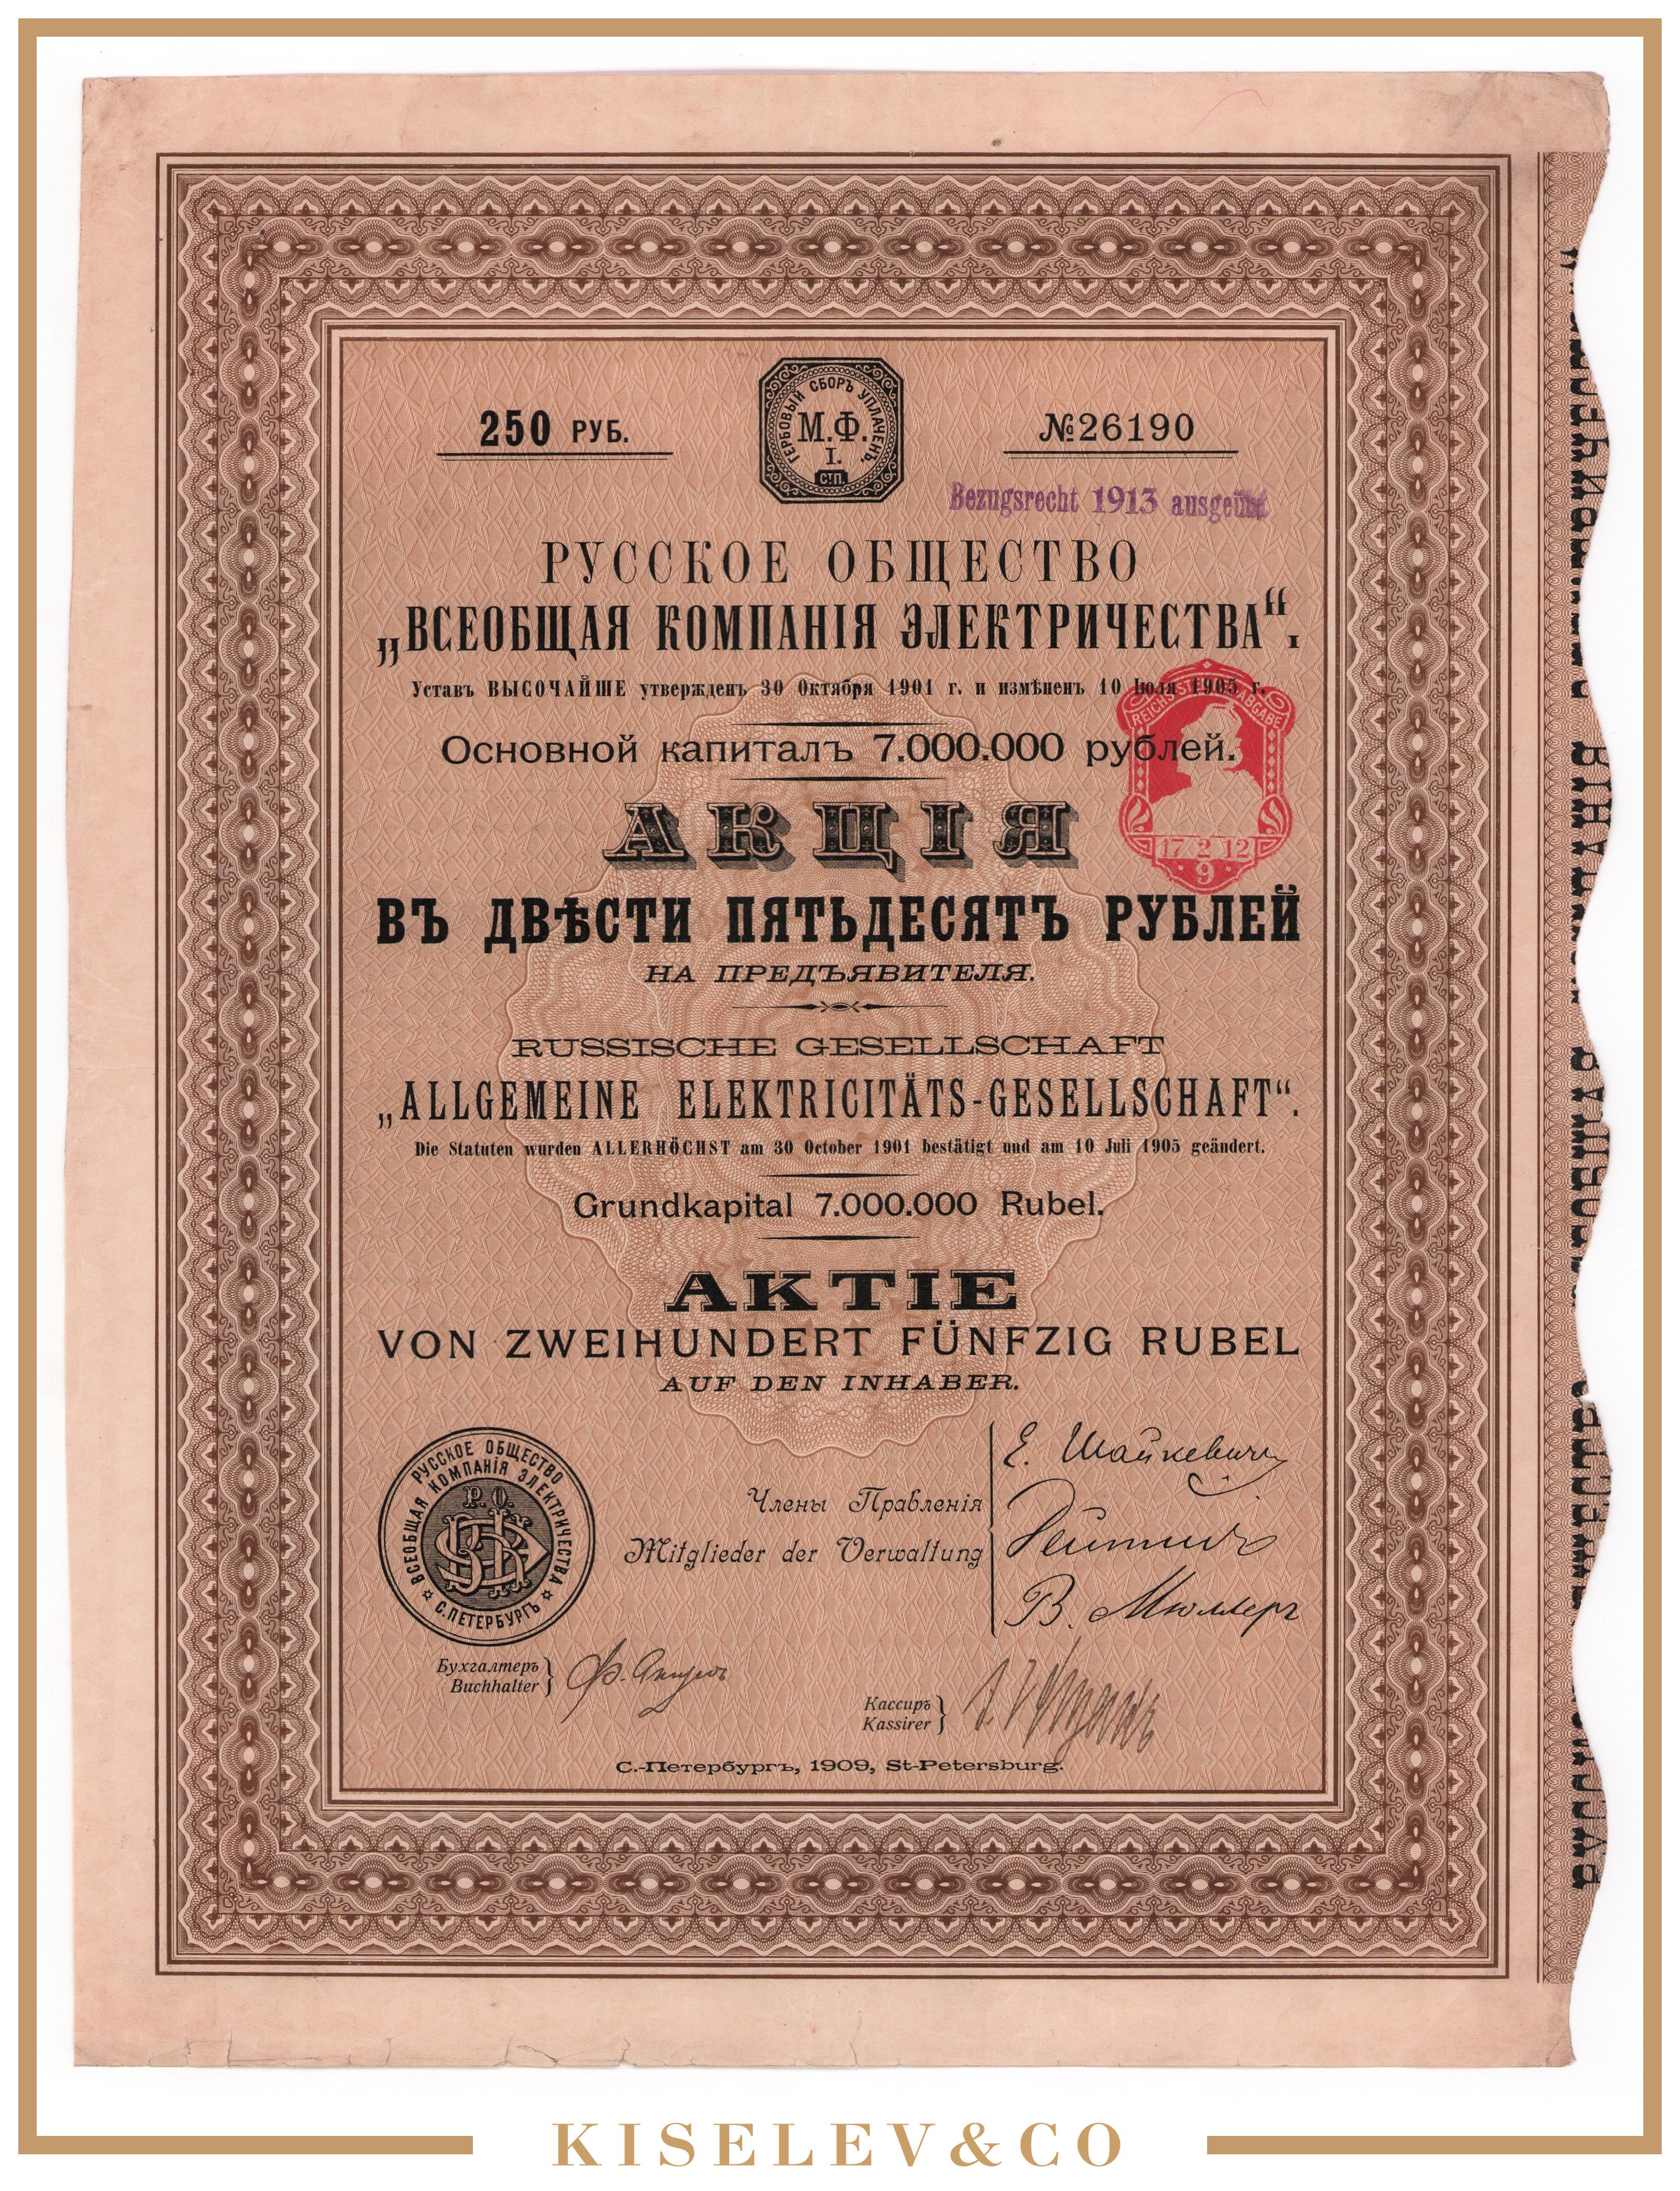 250 РУБ.
ГЕРБОВЫЙ СБОРЪ УПЛАЧЕНЪ.
М.Ф.
I.
С.П.
№26190
Bezugsrecht 1913
РУССКОЕ ОБЩЕСТВО
„ВСЕОБЩАЯ КОМПАНІЯ ЭЛЕКТРИЧЕСТВА“.
Уставъ ВЫСОЧАЙШЕ утвержденъ 30 Октября 1901 г. и измѣненъ 10 Іюля 1905 г.
Основной капиталъ 7.000.000 рублей.
REICHS-STEMPELABGABE
17 2 12
9
АКЦІЯ
ВЪ ДВѢСТИ ПЯТЬДЕСЯТЪ РУБЛЕЙ
НА ПРЕДЪЯВИТЕЛЯ.
RUSSISCHE GESELLSCHAFT
„ALLGEMEINE ELEKTRICITÄTS-GESELLSCHAFT“.
Die Statuten wurden ALLERHÖCHST am 30 October 1901 bestätigt und am 10 Juli 1905 geändert.
Grundkapital 7.000.000 Rubel.
AKTIE
VON ZWEIHUNDERT FÜNFZIG RUBEL
AUF DEN INHABER.
РУССКОЕ ОБЩЕСТВО
ВСЕОБЩАЯ КОМПАНІЯ ЭЛЕКТРИЧЕСТВА
Р.О.
С.ПЕТЕРБУРГЪ
Члены Правленія
Mitglieder der Verwaltung
Е. Шайкевичъ
В. Мюллеръ
Бухгалтеръ
Buchhalter
Кассиръ
Kassirer
С.-Петербургъ, 1909, St-Petersburg.
KISELEV&CO